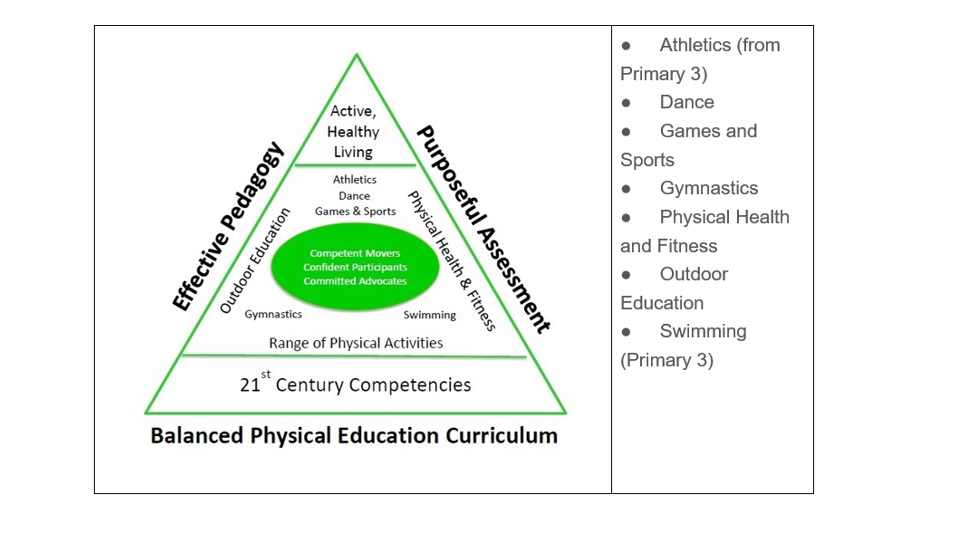 Active,
Healthy
Living
Effective Pedagogy
Purposeful Assessment
Athletics
Dance
Games & Sports
Outdoor Education
Physical Health & Fitness
Competent Movers
Confident Participants
Committed Advocates
Gymnastics
Swimming
Range of Physical Activities
21st Century Competencies
Balanced Physical Education Curriculum
● Athletics (from
Primary 3)
● Dance
● Games and
Sports
● Gymnastics
● Physical Health
and Fitness
● Outdoor
Education
● Swimming
(Primary 3)